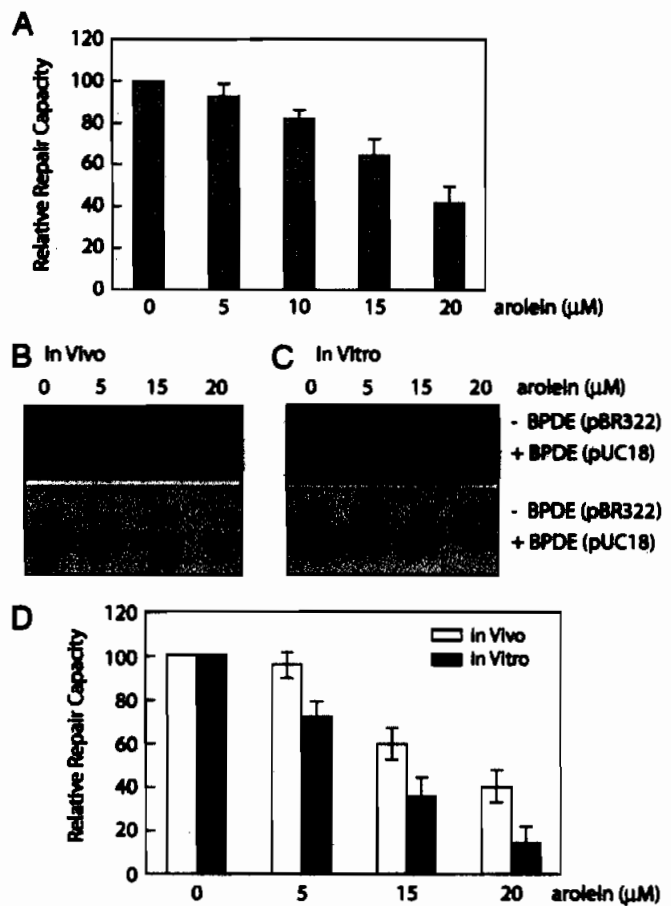 A
Relative Repair Capacity
120
100
80
60
40
20
0
0 5 10 15 20 arolein (µM)
B In Vivo
C In Vitro
0 5 15 20
0 5 15 20 arolein (µM)
- BPDE (pBR322)
+ BPDE (pUC18)
- BPDE (pBR322)
+ BPDE (pUC18)
D
Relative Repair Capacity
120
100
80
60
40
20
0
In Vivo
In Vitro
0 5 15 20 arolein (µM)